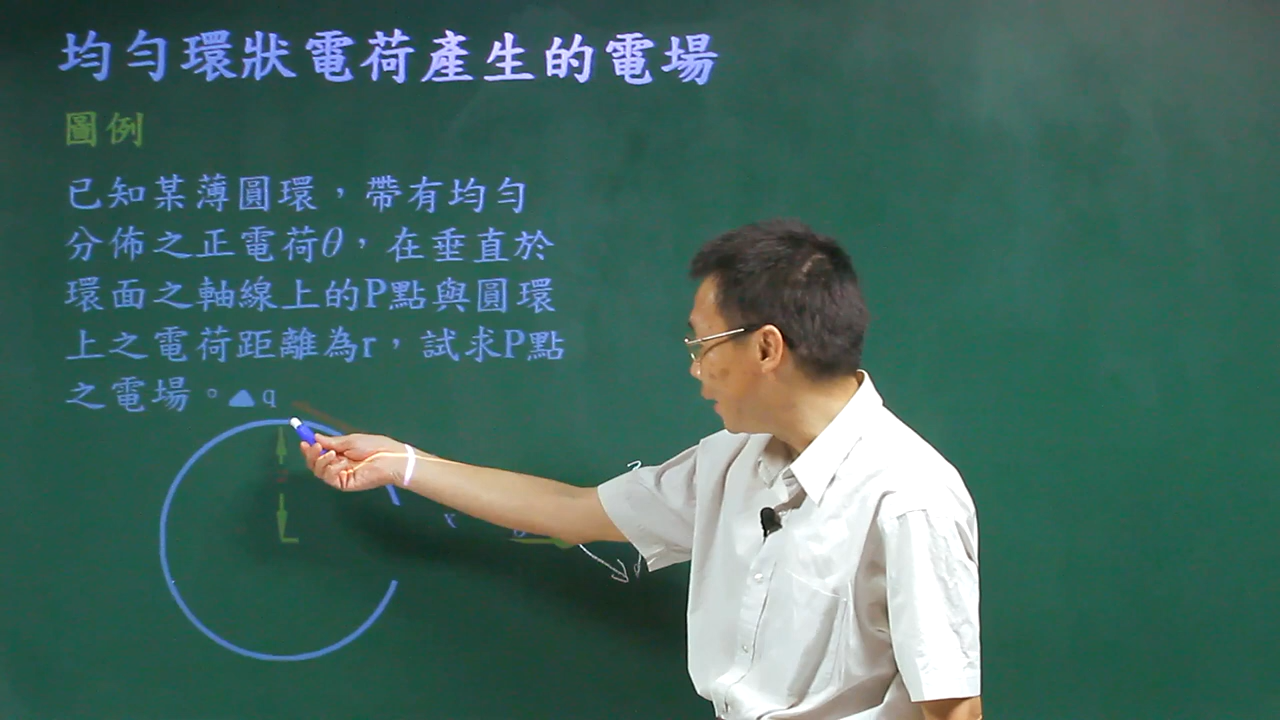 均勻環狀電荷產生的電場
圖例
已知某薄圓環，帶有均勻
分佈之正電荷θ，在垂直於
環面之軸線上的P點與圓環
上之電荷距離為r，試求P點
之電場。▲q
r